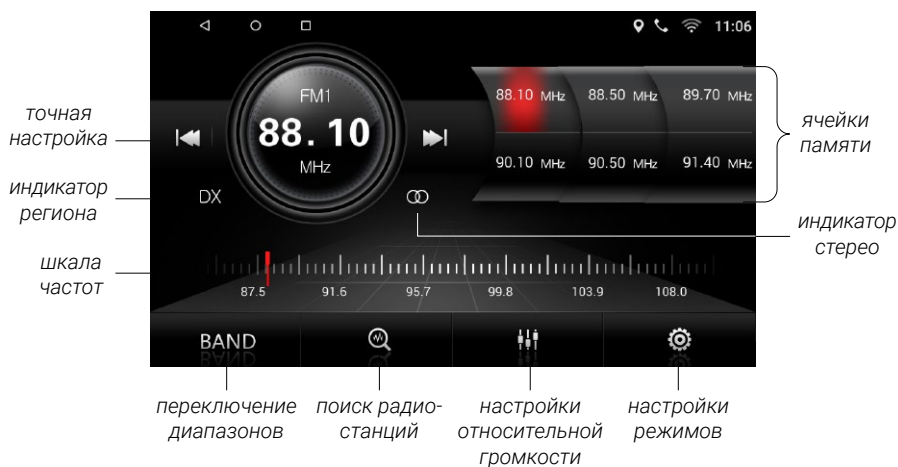 11:06
FM1
88.10
MHz
88.10 MHz 88.50 MHz 89.70 MHz
90.10 MHz 90.50 MHz 91.40 MHz
точная
настройка
ячейки
памяти
DX
индикатор
региона
индикатор
стерео
шкала
частот
87.5 91.6 95.7 99.8 103.9 108.0
BAND
переключение
диапазонов
поиск радио-
станций
настройки
относительной
громкости
настройки
режимов